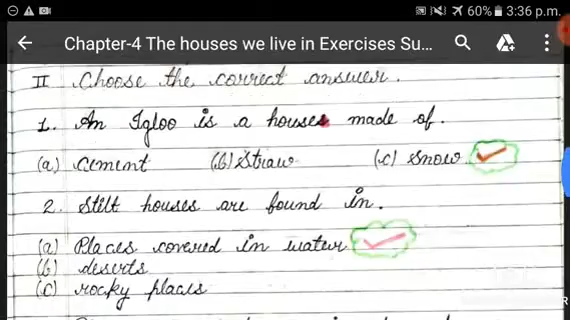 60% 3:36 p.m.
Chapter-4 The houses we live in Exercises Su...
II Choose the correct answer.
1. An Igloo is a house made of.
(a) cement (b) Straw (c) snow
2. Stilt houses are found in.
(a) Places covered in water
(b) deserts
(c) rocky places